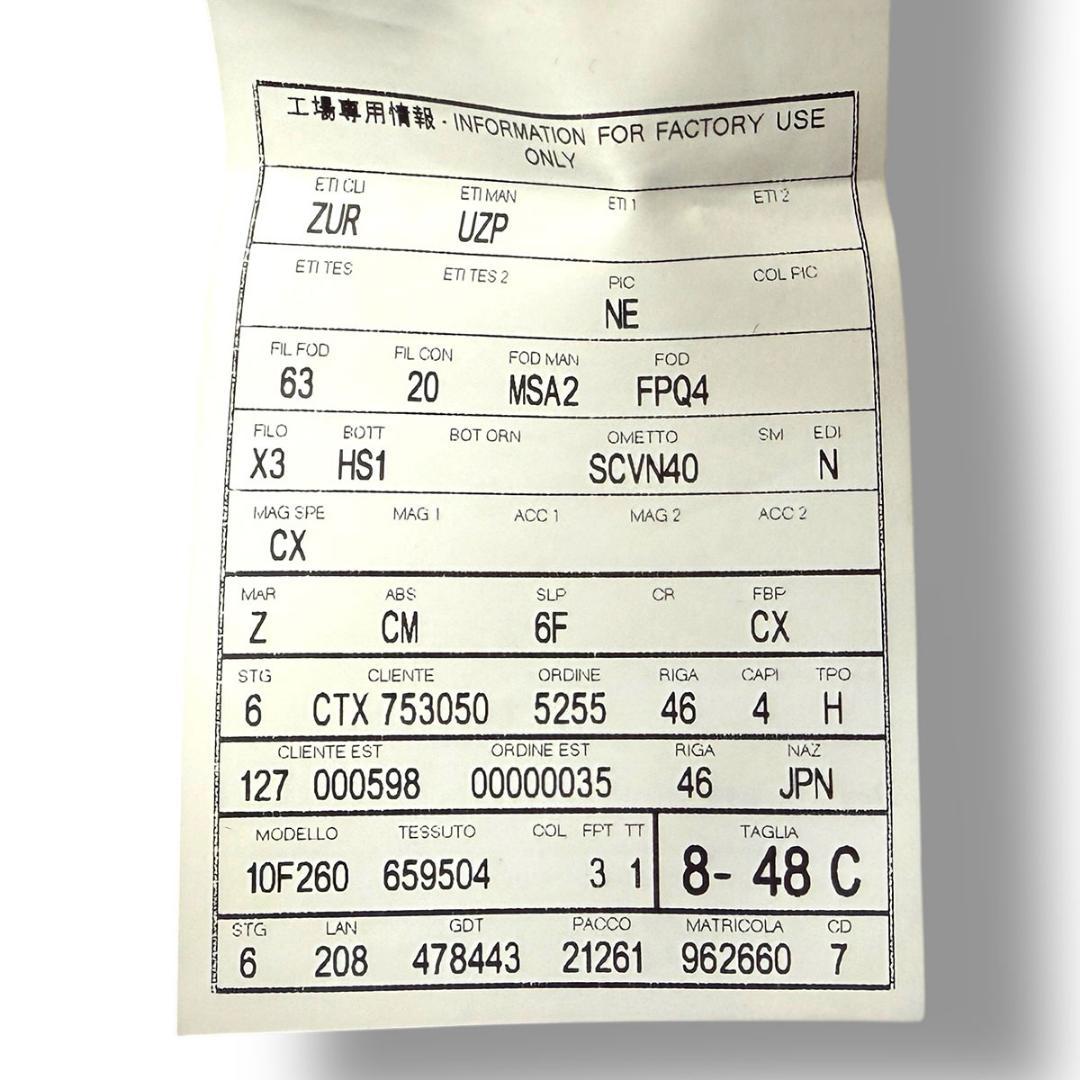 工場專用情報 - INFORMATION FOR FACTORY USE
ONLY
ETI CLI ETI MAN ETI 1 ETI 2
ZUR UZP
ETI TES ETI TES 2 PIC COL PIC
NE
FIL FOD FIL CON FOD MAN FOD
63 20 MSA2 FPQ4
FILO BOTT BOT ORN OMETTO SM EDI
X3 HS1 SCVN40 N
MAG SPE MAG 1 ACC 1 MAG 2 ACC 2
CX
MAR ABS SLP CR FBP
Z CM 6F CX
STG CLIENTE ORDINE RIGA CAPI TPO
6 CTX 753050 5255 46 4 H
CLIENTE EST ORDINE EST RIGA NAZ
127 000598 00000035 46 JPN
MODELLO TESSUTO COL FPT TT TAGLIA
10F260 659504 3 1 8- 48 C
STG LAN GDT PACCO MATRICOLA CD
6 208 478443 21261 962660 7